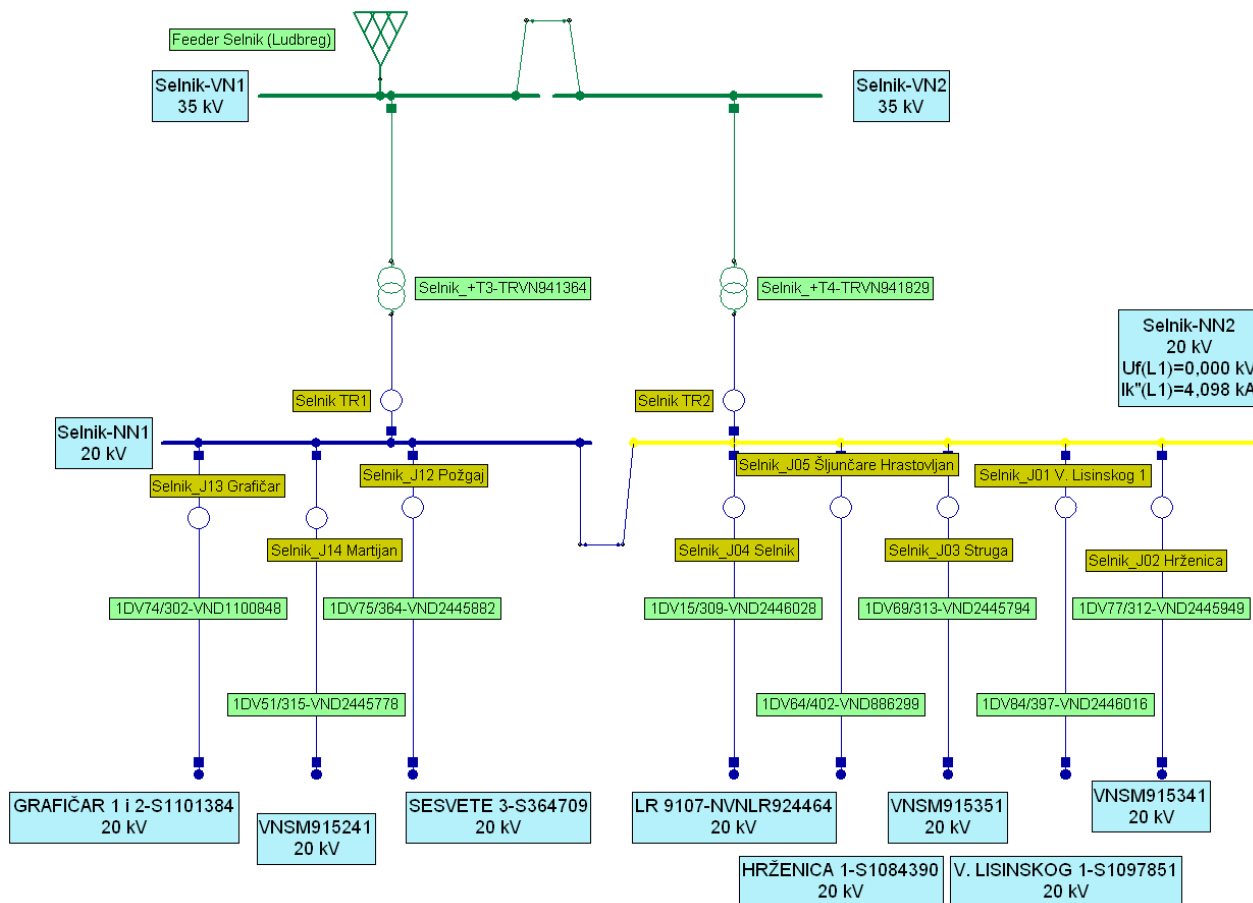 Feeder Selnik (Ludbreg)
Selnik-VN1
35 kV
Selnik-VN2
35 kV
Selnik_+T3-TRVN941364
Selnik_+T4-TRVN941829
Selnik-NN2
20 kV
Uf(L1)=0,000 kV
Ik"(L1)=4,098 kA
Selnik TR1
Selnik TR2
Selnik-NN1
20 kV
Selnik_J13 Grafičar
Selnik_J12 Požgaj
Selnik_J05 Šljunčare Hrastovljan
Selnik_J01 V. Lisinskog 1
Selnik_J14 Martijan
Selnik_J04 Selnik
Selnik_J03 Struga
Selnik_J02 Hrženica
1DV74/302-VND1100848
1DV75/364-VND2445882
1DV15/309-VND2446028
1DV69/313-VND2445794
1DV77/312-VND2445949
1DV51/315-VND2445778
1DV64/402-VND886299
1DV84/397-VND2446016
GRAFIČAR 1 i 2-S1101384
20 kV
VNSM915241
20 kV
SESVETE 3-S364709
20 kV
LR 9107-NVNLR924464
20 kV
VNSM915351
20 kV
VNSM915341
20 kV
HRŽENICA 1-S1084390
20 kV
V. LISINSKOG 1-S1097851
20 kV